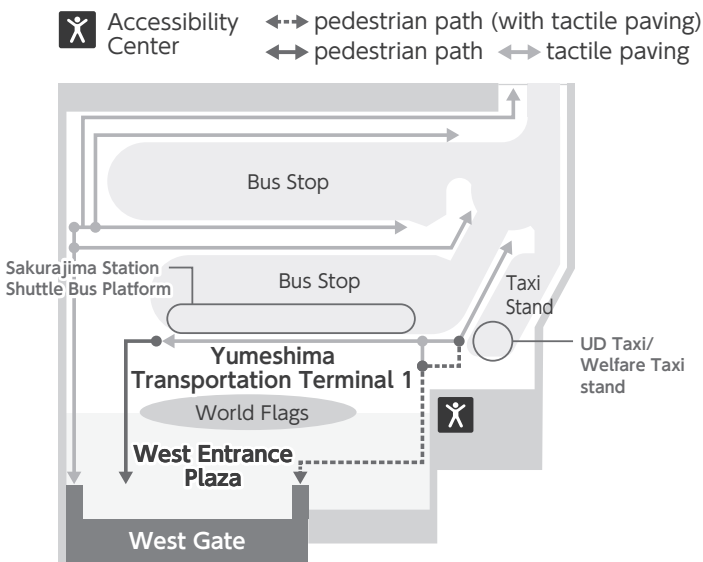 Accessibility
Center
pedestrian path (with tactile paving)
pedestrian path
tactile paving
Bus Stop
Sakurajima Station
Shuttle Bus Platform
Bus Stop
Taxi
Stand
UD Taxi/
Welfare Taxi
stand
Yumeshima
Transportation Terminal 1
World Flags
West Entrance
Plaza
West Gate